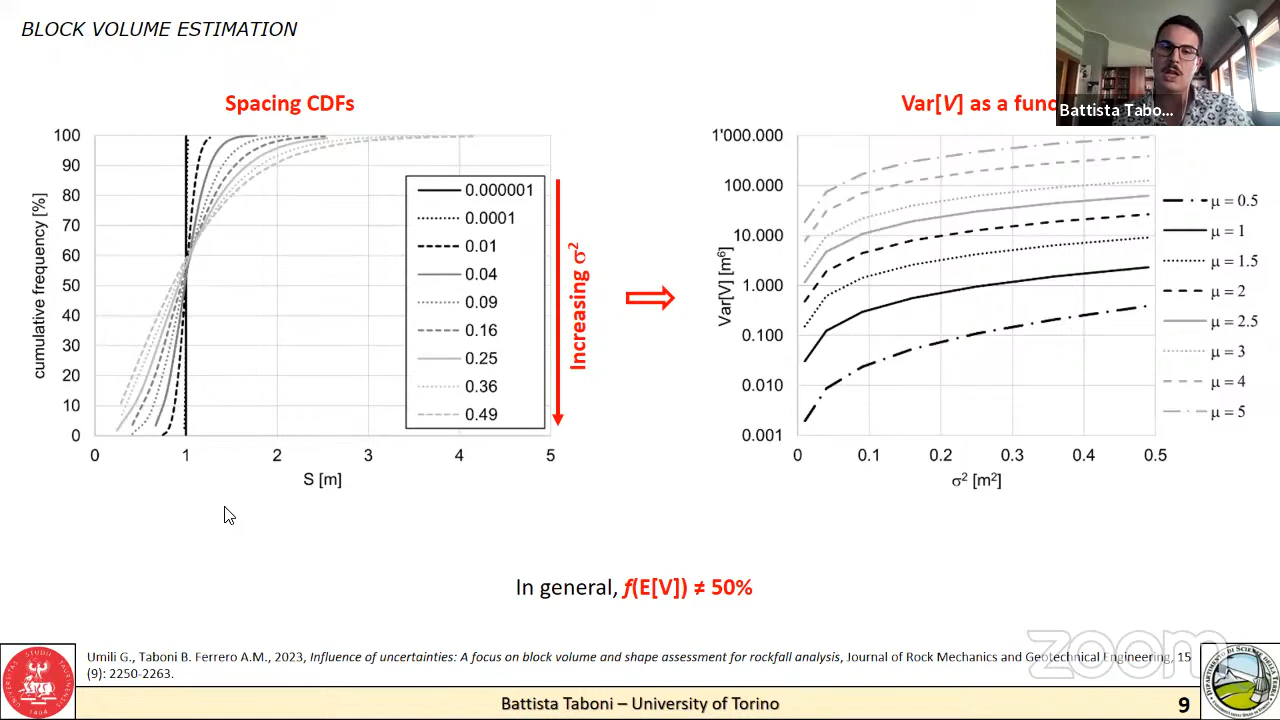 BLOCK VOLUME ESTIMATION
Battista Tabo...
Spacing CDFs
Var[V] as a func
cumulative frequency [%]
100
90
80
70
60
50
40
30
20
10
0
0 1 2 3 4 5
S [m]
0.000001
0.0001
0.01
0.04
0.09
0.16
0.25
0.36
0.49
Increasing σ²
Var[V] [m⁶]
1'000.000
100.000
10.000
1.000
0.100
0.010
0.001
0 0.1 0.2 0.3 0.4 0.5
σ² [m²]
μ = 0.5
μ = 1
μ = 1.5
μ = 2
μ = 2.5
μ = 3
μ = 4
μ = 5
In general, f(E[V]) ≠ 50%
zoom
Umili G., Taboni B. Ferrero A.M., 2023, Influence of uncertainties: A focus on block volume and shape assessment for rockfall analysis, Journal of Rock Mechanics and Geotechnical Engineering, 15
(9): 2250-2263.
Battista Taboni – University of Torino
9